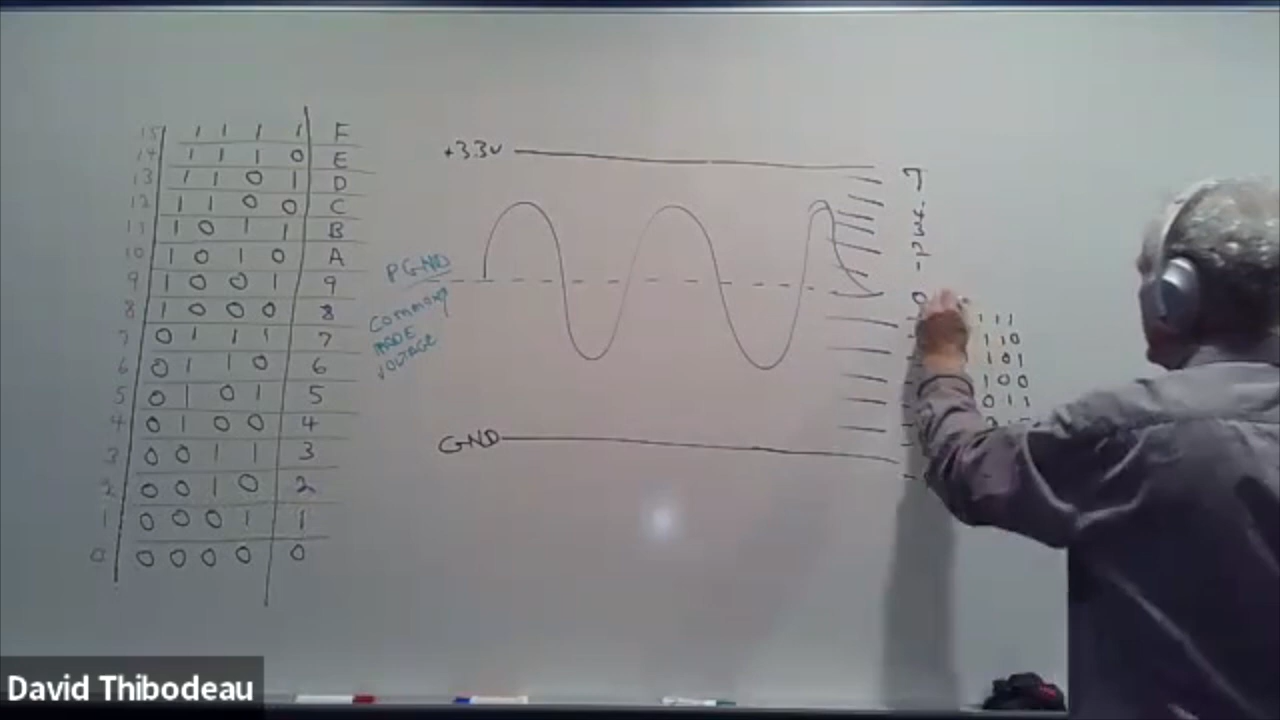 15 1 1 1 1 F
14 1 1 1 0 E
13 1 1 0 1 D
12 1 1 0 0 C
11 1 0 1 1 B
10 1 0 1 0 A
9 1 0 0 1 9
8 1 0 0 0 8
7 0 1 1 1 7
6 0 1 1 0 6
5 0 1 0 1 5
4 0 1 0 0 4
3 0 0 1 1 3
2 0 0 1 0 2
1 0 0 0 1 1
0 0 0 0 0 0
+3.3V
PGND
COMMON
MODE
VOLTAGE
GND
7
0
1 1 1
1 1 0
1 0 1
1 0 0
0 1 1
David Thibodeau